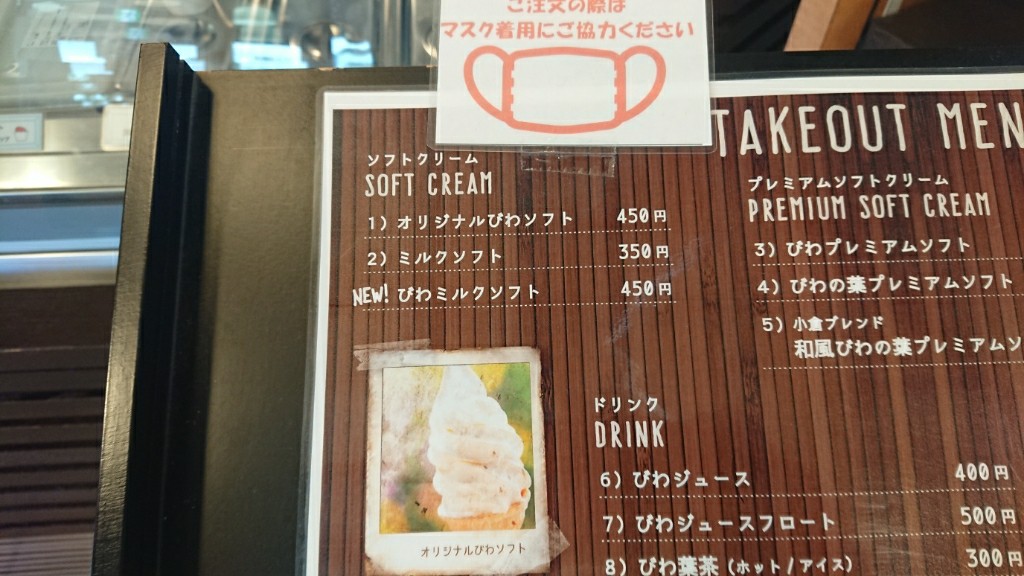 ご注文の際は
マスク着用にご協力ください
TAKEOUT MEN
ソフトクリーム
SOFT CREAM
1) オリジナルびわソフト 450円
2) ミルクソフト 350円
NEW! びわミルクソフト 450円
オリジナルびわソフト
プレミアムソフトクリーム
PREMIUM SOFT CREAM
3) びわプレミアムソフト
4) びわの葉プレミアムソフト
5) 小倉ブレンド
和風びわの葉プレミアムソ
ドリンク
DRINK
6) びわジュース 400円
7) びわジュースフロート 500円
8) びわ葉茶 (ホット / アイス) 300円